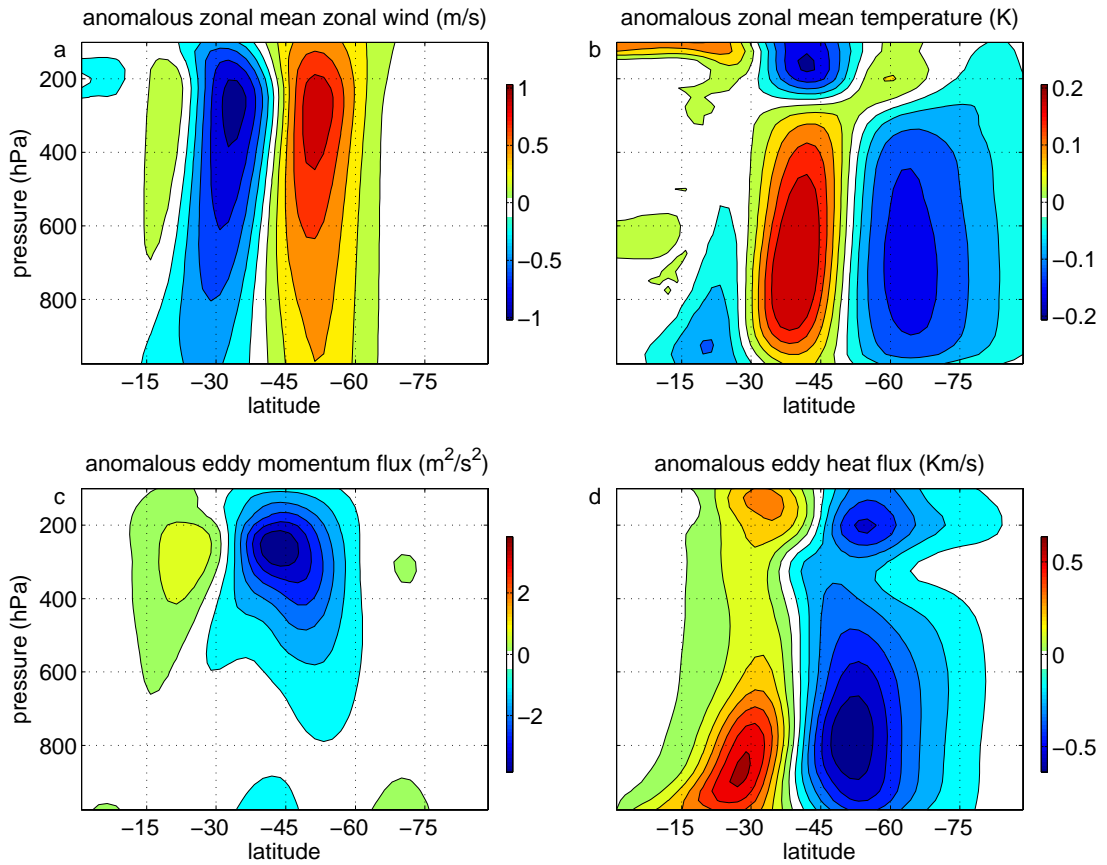 anomalous zonal mean zonal wind (m/s)
a
200
400
600
800
pressure (hPa)
−15 −30 −45 −60 −75
latitude
1
0.5
0
−0.5
−1
anomalous zonal mean temperature (K)
b
−15 −30 −45 −60 −75
latitude
0.2
0.1
0
−0.1
−0.2
anomalous eddy momentum flux (m²/s²)
c
200
400
600
800
pressure (hPa)
−15 −30 −45 −60 −75
latitude
2
0
−2
anomalous eddy heat flux (Km/s)
d
−15 −30 −45 −60 −75
latitude
0.5
0
−0.5